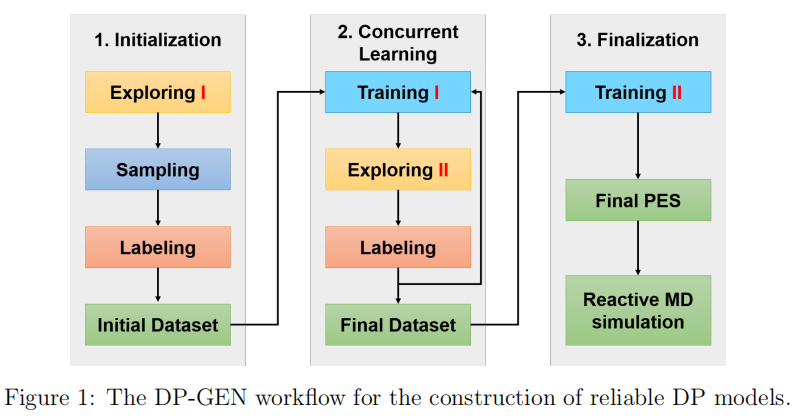 1. Initialization
Exploring I
Sampling
Labeling
Initial Dataset
2. Concurrent
Learning
Training I
Exploring II
Labeling
Final Dataset
3. Finalization
Training II
Final PES
Reactive MD
simulation
Figure 1: The DP-GEN workflow for the construction of reliable DP models.